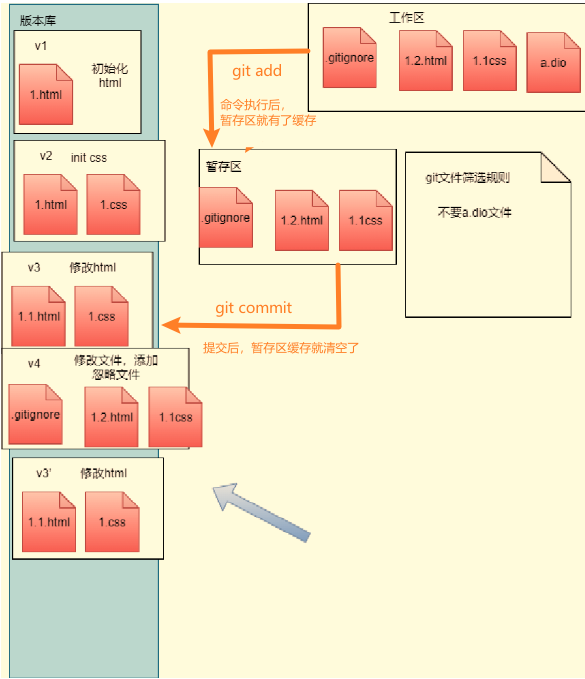 版本库
v1
初始化
html
1.html
v2
init css
1.html
1.css
v3
修改html
1.1.html
1.css
v4
修改文件，添加
忽略文件
.gitignore
1.2.html
1.1css
v3'
修改html
1.1.html
1.css
工作区
.gitignore
1.2.html
1.1css
a.dio
git add
命令执行后，
暂存区就有了缓存
暂存区
.gitignore
1.2.html
1.1css
git commit
提交后，暂存区缓存就清空了
git文件筛选规则
不要a.dio文件